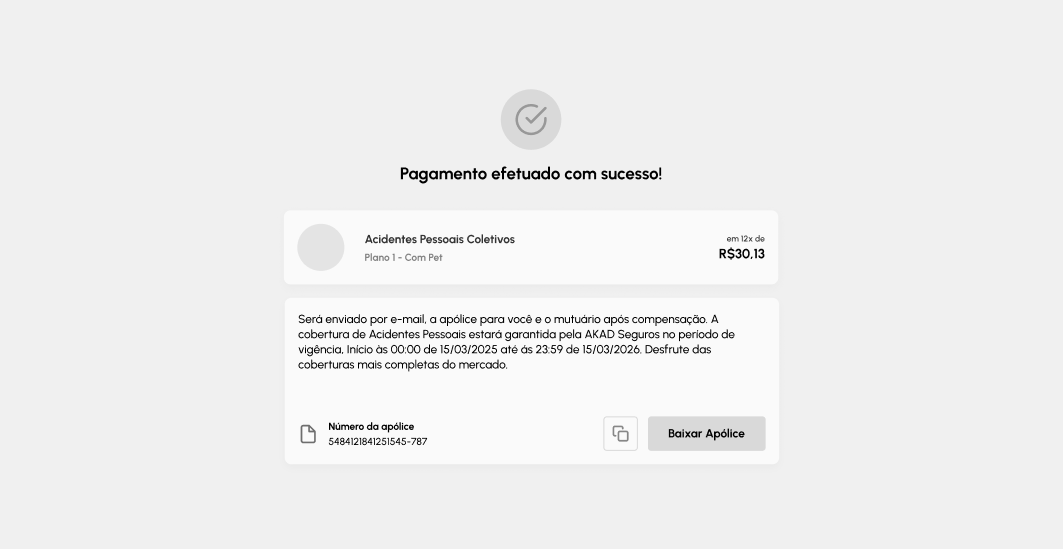 Pagamento efetuado com sucesso!
Acidentes Pessoais Coletivos
Plano 1 - Com Pet
em 12x de
R$30,13
Será enviado por e-mail, a apólice para você e o mutuário após compensação. A
cobertura de Acidentes Pessoais estará garantida pela AKAD Seguros no período de
vigência, Início às 00:00 de 15/03/2025 até ás 23:59 de 15/03/2026. Desfrute das
coberturas mais completas do mercado.
Número da apólice
5484121841251545-787
Baixar Apólice